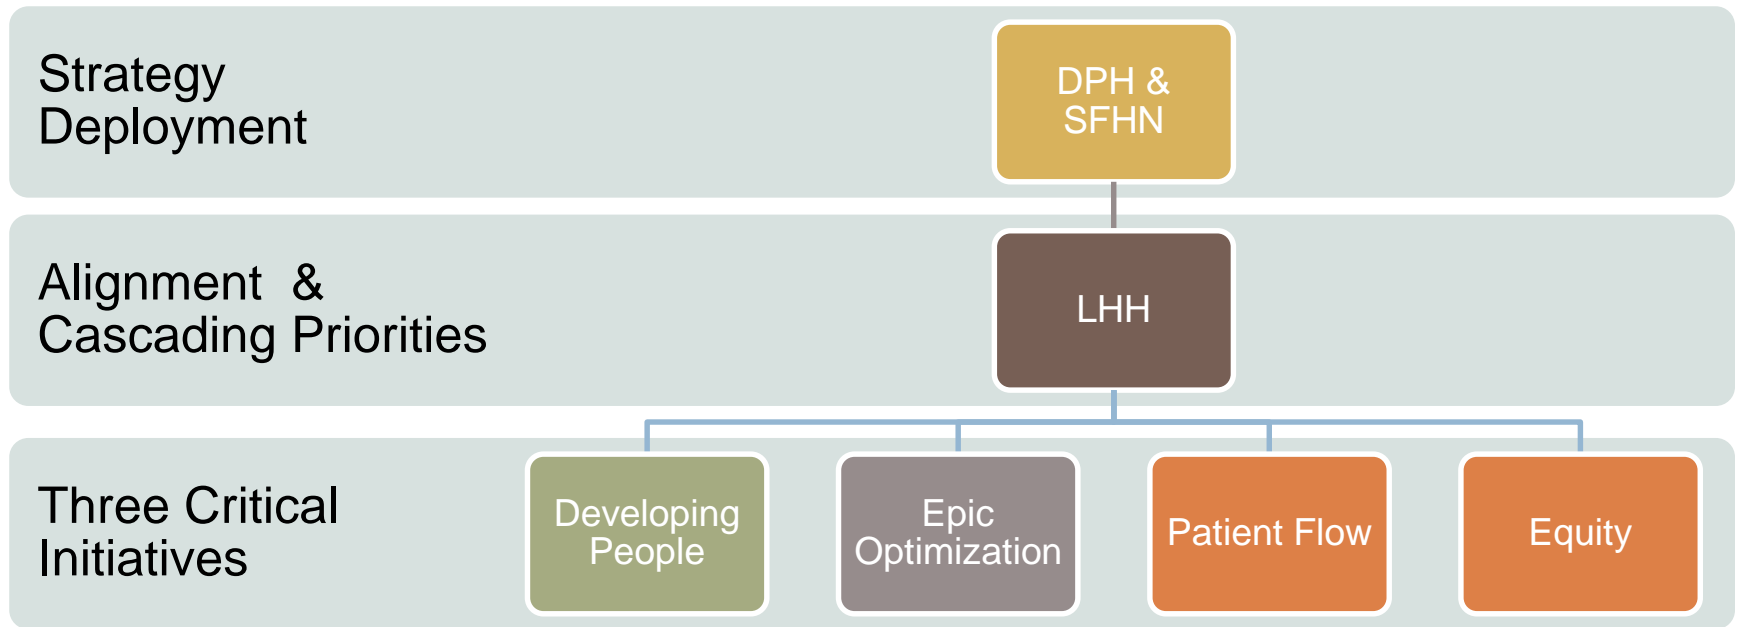 Strategy
Deployment
DPH &
SFHN
Alignment & 
Cascading Priorities
LHH
Three Critical
Initiatives
Developing
People
Epic
Optimization
Patient Flow
Equity